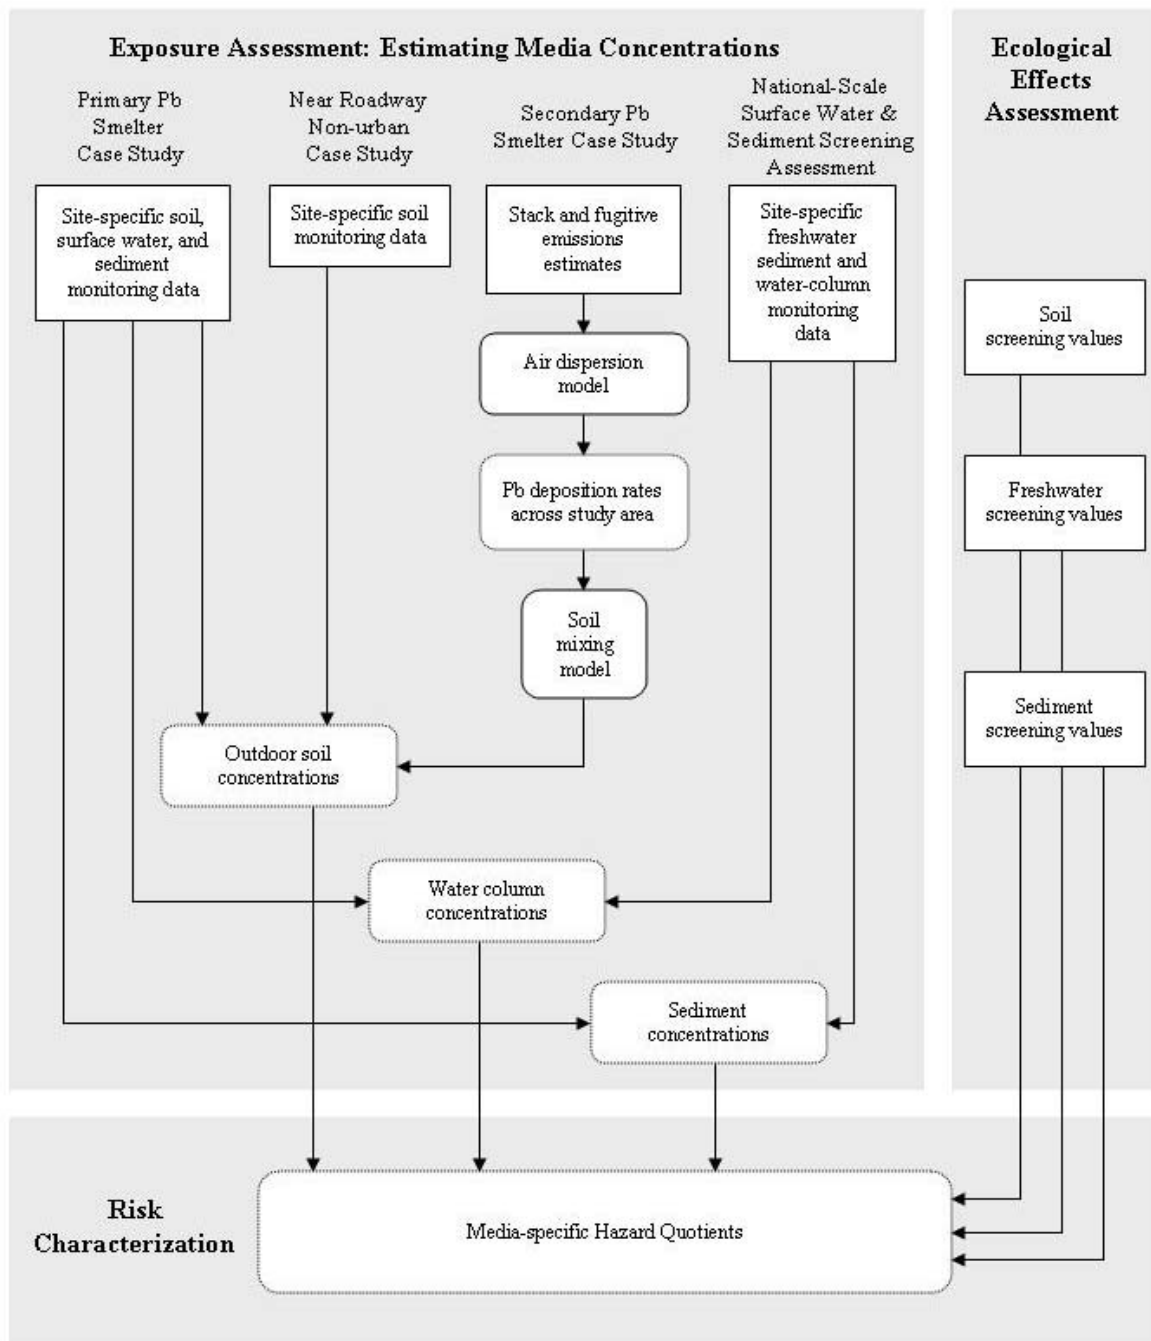 Exposure Assessment: Estimating Media Concentrations
Primary Pb
Smelter
Case Study
Near Roadway
Non-urban
Case Study
Secondary Pb
Smelter Case Study
National-Scale
Surface Water &
Sediment Screening
Assessment
Site-specific soil,
surface water, and
sediment
monitoring data
Site-specific soil
monitoring data
Stack and fugitive
emissions
estimates
Site-specific
freshwater
sediment and
water-column
monitoring
data
Air dispersion
model
Pb deposition rates
across study area
Soil
mixing
model
Outdoor soil
concentrations
Water column
concentrations
Sediment
concentrations
Ecological
Effects
Assessment
Soil
screening values
Freshwater
screening values
Sediment
screening values
Risk
Characterization
Media-specific Hazard Quotients